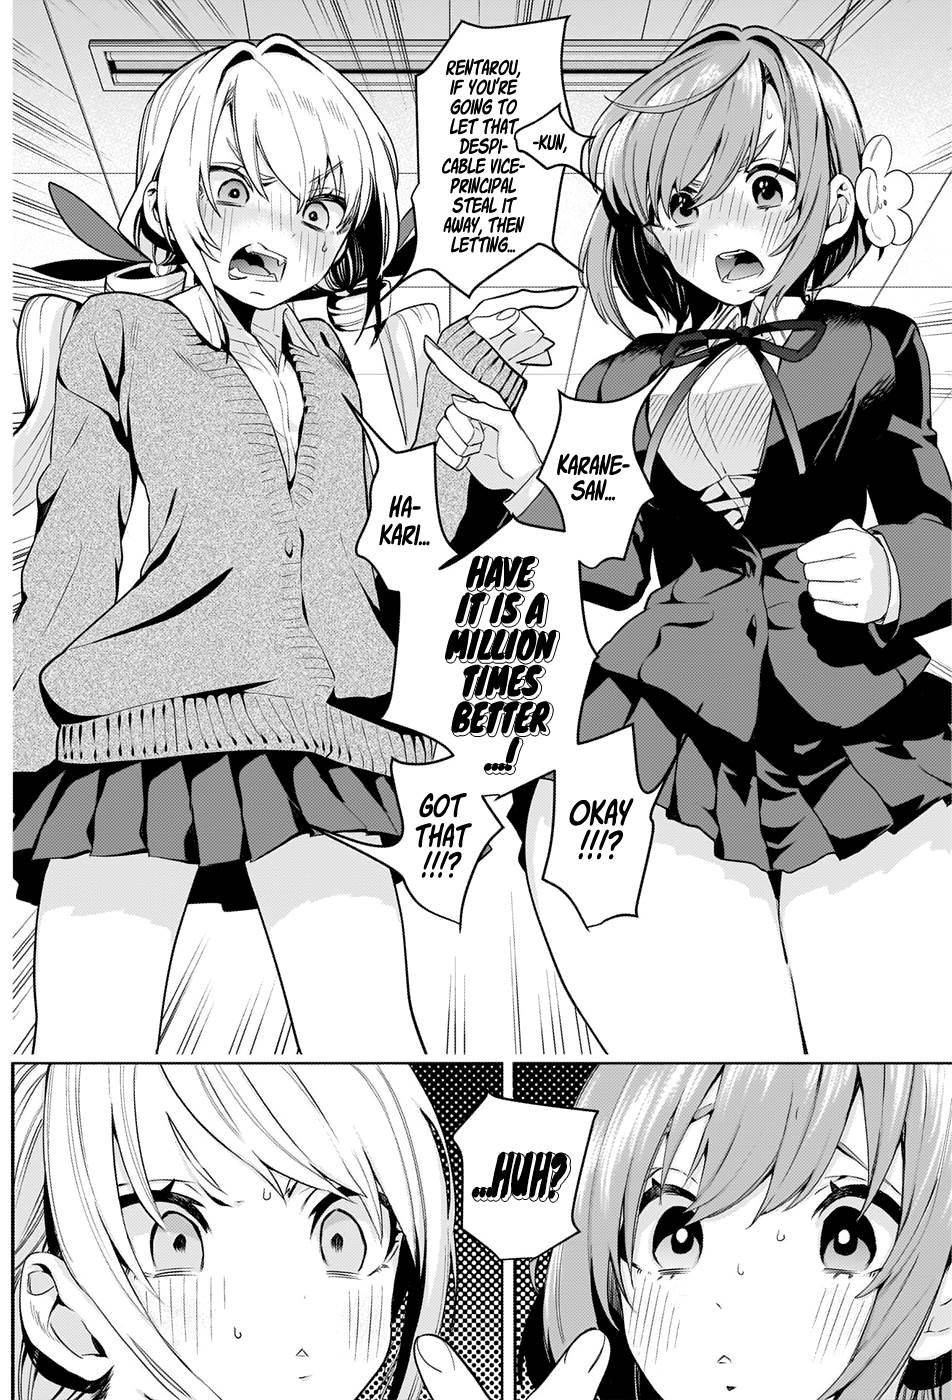 RENTAROU,
IF YOU'RE
GOING TO
LET THAT
DESPI-
CABLE VICE-
PRINCIPAL
STEAL IT
AWAY, THEN
LETTING...
-KUN,
KARANE-
SAN...
HA-
KARI...
HAVE
IT IS A
MILLION
TIMES
BETTER
....!
OKAY
!!!?
GOT
THAT
!!!?
...HUH?